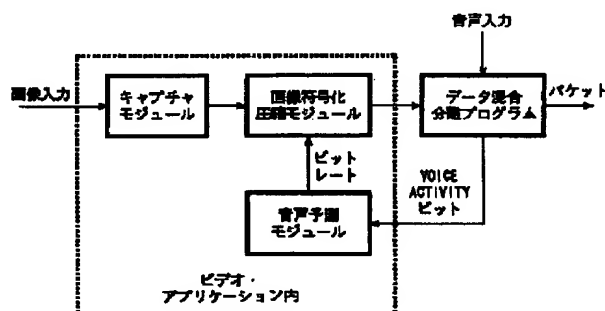 音声入力
画像入力
キャプチャ
モジュール
画像符号化
圧縮モジュール
データ混合
分離プログラム
パケット
ビット
レート
VOICE
ACTIVITY
ビット
音声予測
モジュール
ビデオ・
アプリケーション内